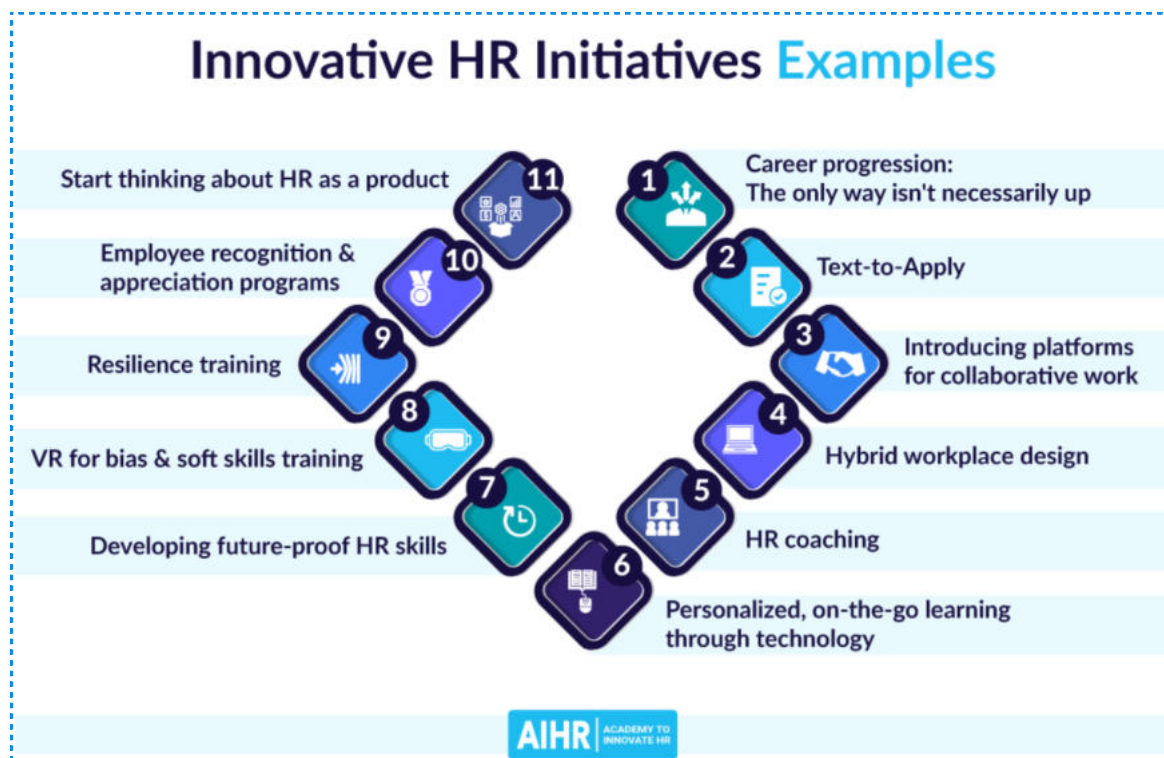 Innovative HR Initiatives Examples
1
Career progression:
The only way isn't necessarily up
2
Text-to-Apply
3
Introducing platforms
for collaborative work
4
Hybrid workplace design
5
HR coaching
6
Personalized, on-the-go learning
through technology
7
Developing future-proof HR skills
8
VR for bias & soft skills training
9
Resilience training
10
Employee recognition &
appreciation programs
11
Start thinking about HR as a product
AIHR
ACADEMY TO
INNOVATE HR